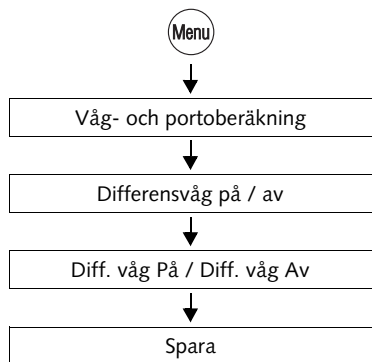 Menu
Våg- och portoberäkning
Differensvåg på / av
Diff. våg På / Diff. våg Av
Spara